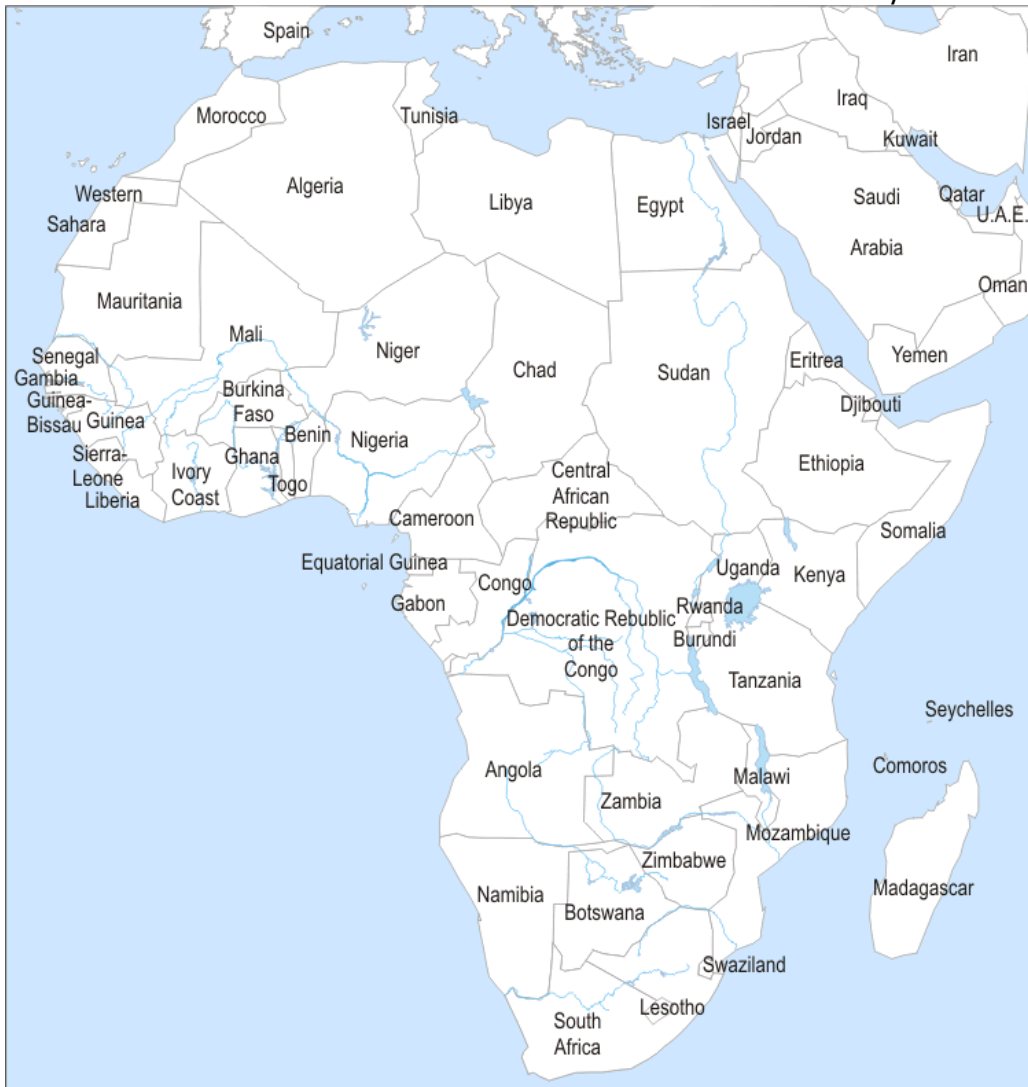 Spain
Iran
Iraq
Morocco
Tunisia
Israel
Jordan
Kuwait
Algeria
Western
Sahara
Libya
Egypt
Saudi
Arabia
Qatar
U.A.E.
Oman
Mauritania
Mali
Niger
Chad
Sudan
Eritrea
Yemen
Senegal
Gambia
Guinea-
Bissau
Guinea
Burkina
Faso
Djibouti
Sierra-
Leone
Liberia
Ivory
Coast
Ghana
Togo
Benin
Nigeria
Ethiopia
Central
African
Republic
Cameroon
Somalia
Equatorial Guinea
Gabon
Congo
Uganda
Kenya
Rwanda
Burundi
Democratic Republic
of the
Congo
Tanzania
Seychelles
Comoros
Angola
Zambia
Malawi
Mozambique
Zimbabwe
Namibia
Botswana
Madagascar
Swaziland
Lesotho
South
Africa